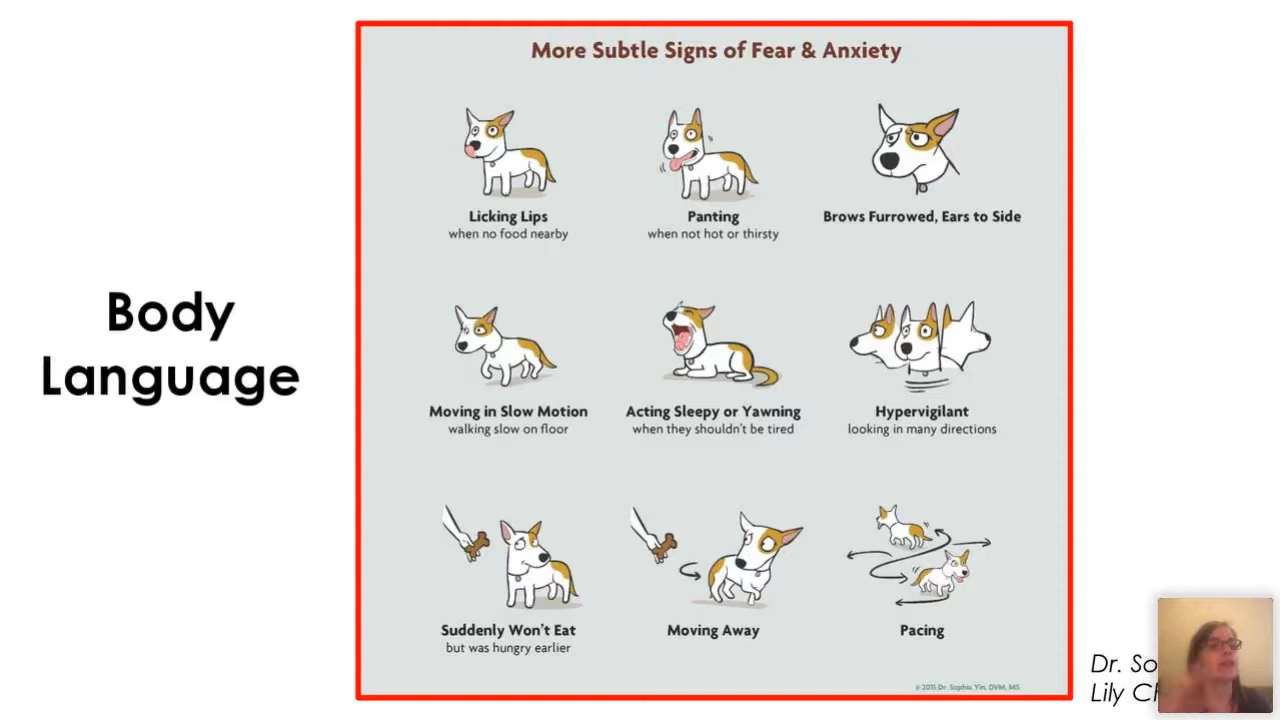 Body
Language
More Subtle Signs of Fear & Anxiety
Licking Lips
when no food nearby
Panting
when not hot or thirsty
Brows Furrowed, Ears to Side
Moving in Slow Motion
walking slow on floor
Acting Sleepy or Yawning
when they shouldn't be tired
Hypervigilant
looking in many directions
Suddenly Won't Eat
but was hungry earlier
Moving Away
Pacing
© 2015 Dr. Sophia Yin, DVM, MS
Dr.
Lily